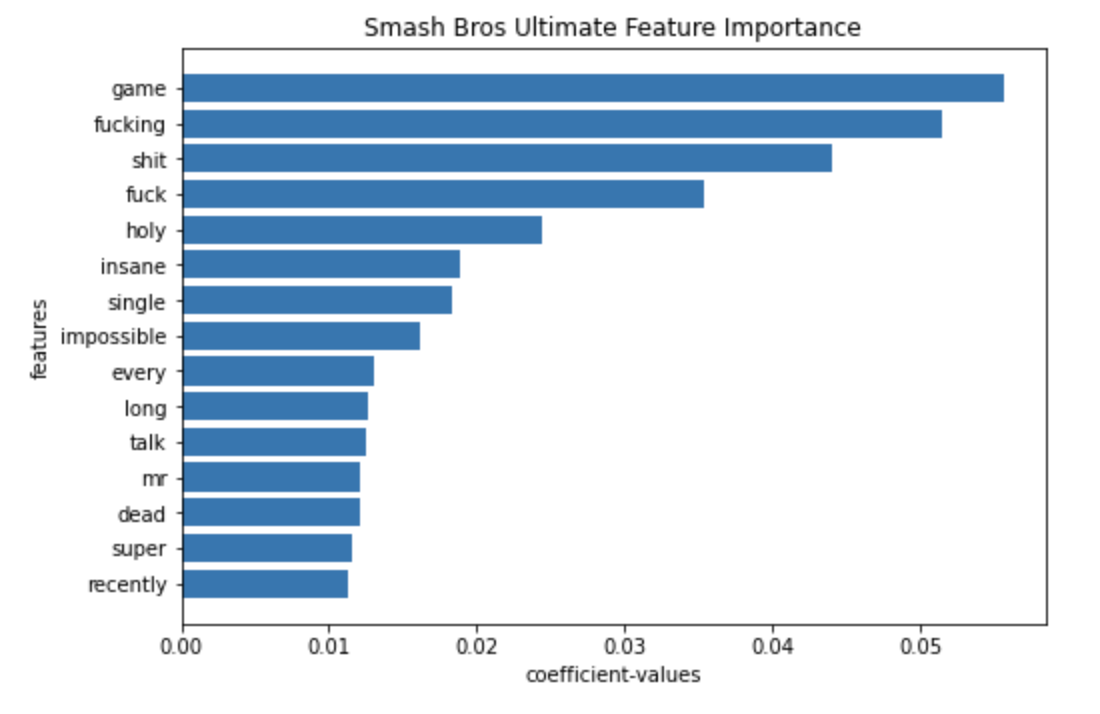 Smash Bros Ultimate Feature Importance
game
fucking
shit
fuck
holy
insane
single
impossible
every
long
talk
mr
dead
super
recently
features
0.00 0.01 0.02 0.03 0.04 0.05
coefficient-values